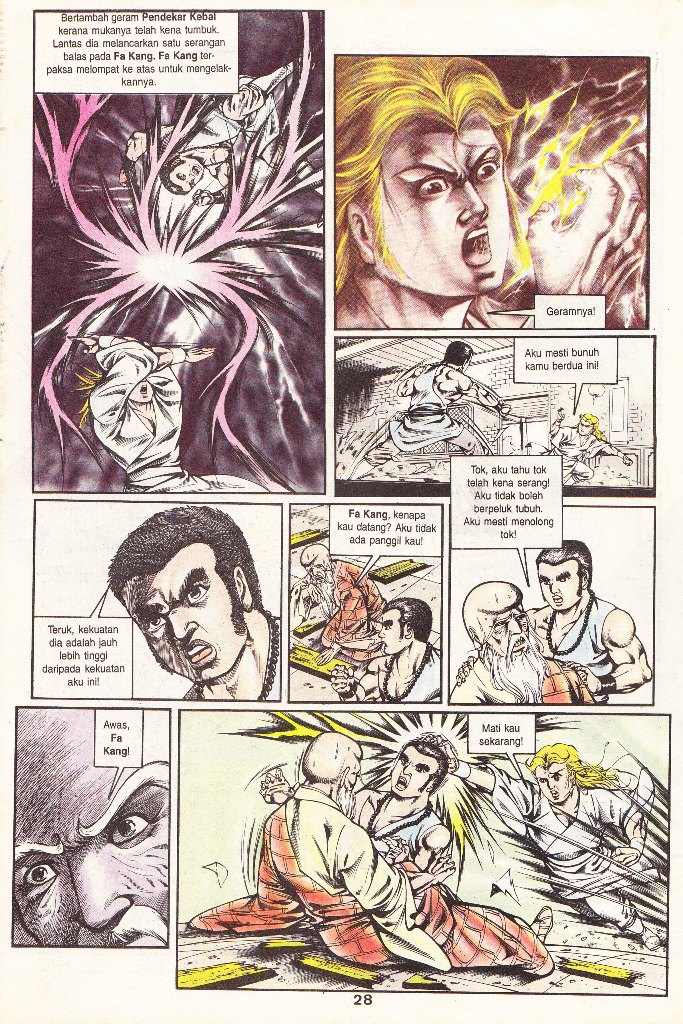 Bertambah geram Pendekar Kebal
kerana mukanya telah kena tumbuk.
Lantas dia melancarkan satu serangan
balas pada Fa Kang. Fa Kang ter-
paksa melompat ke atas untuk mengelak-
kannya.
Geramnya!
Aku mesti bunuh
kamu berdua ini!
Teruk, kekuatan
dia adalah jauh
lebih tinggi
daripada kekuatan
aku ini!
Fa Kang, kenapa
kau datang? Aku tidak
ada panggil kau!
Tok, aku tahu tok
telah kena serang!
Aku tidak boleh
berpeluk tubuh.
Aku mesti menolong
tok!
Awas,
Fa
Kang!
Mati kau
sekarang!
28